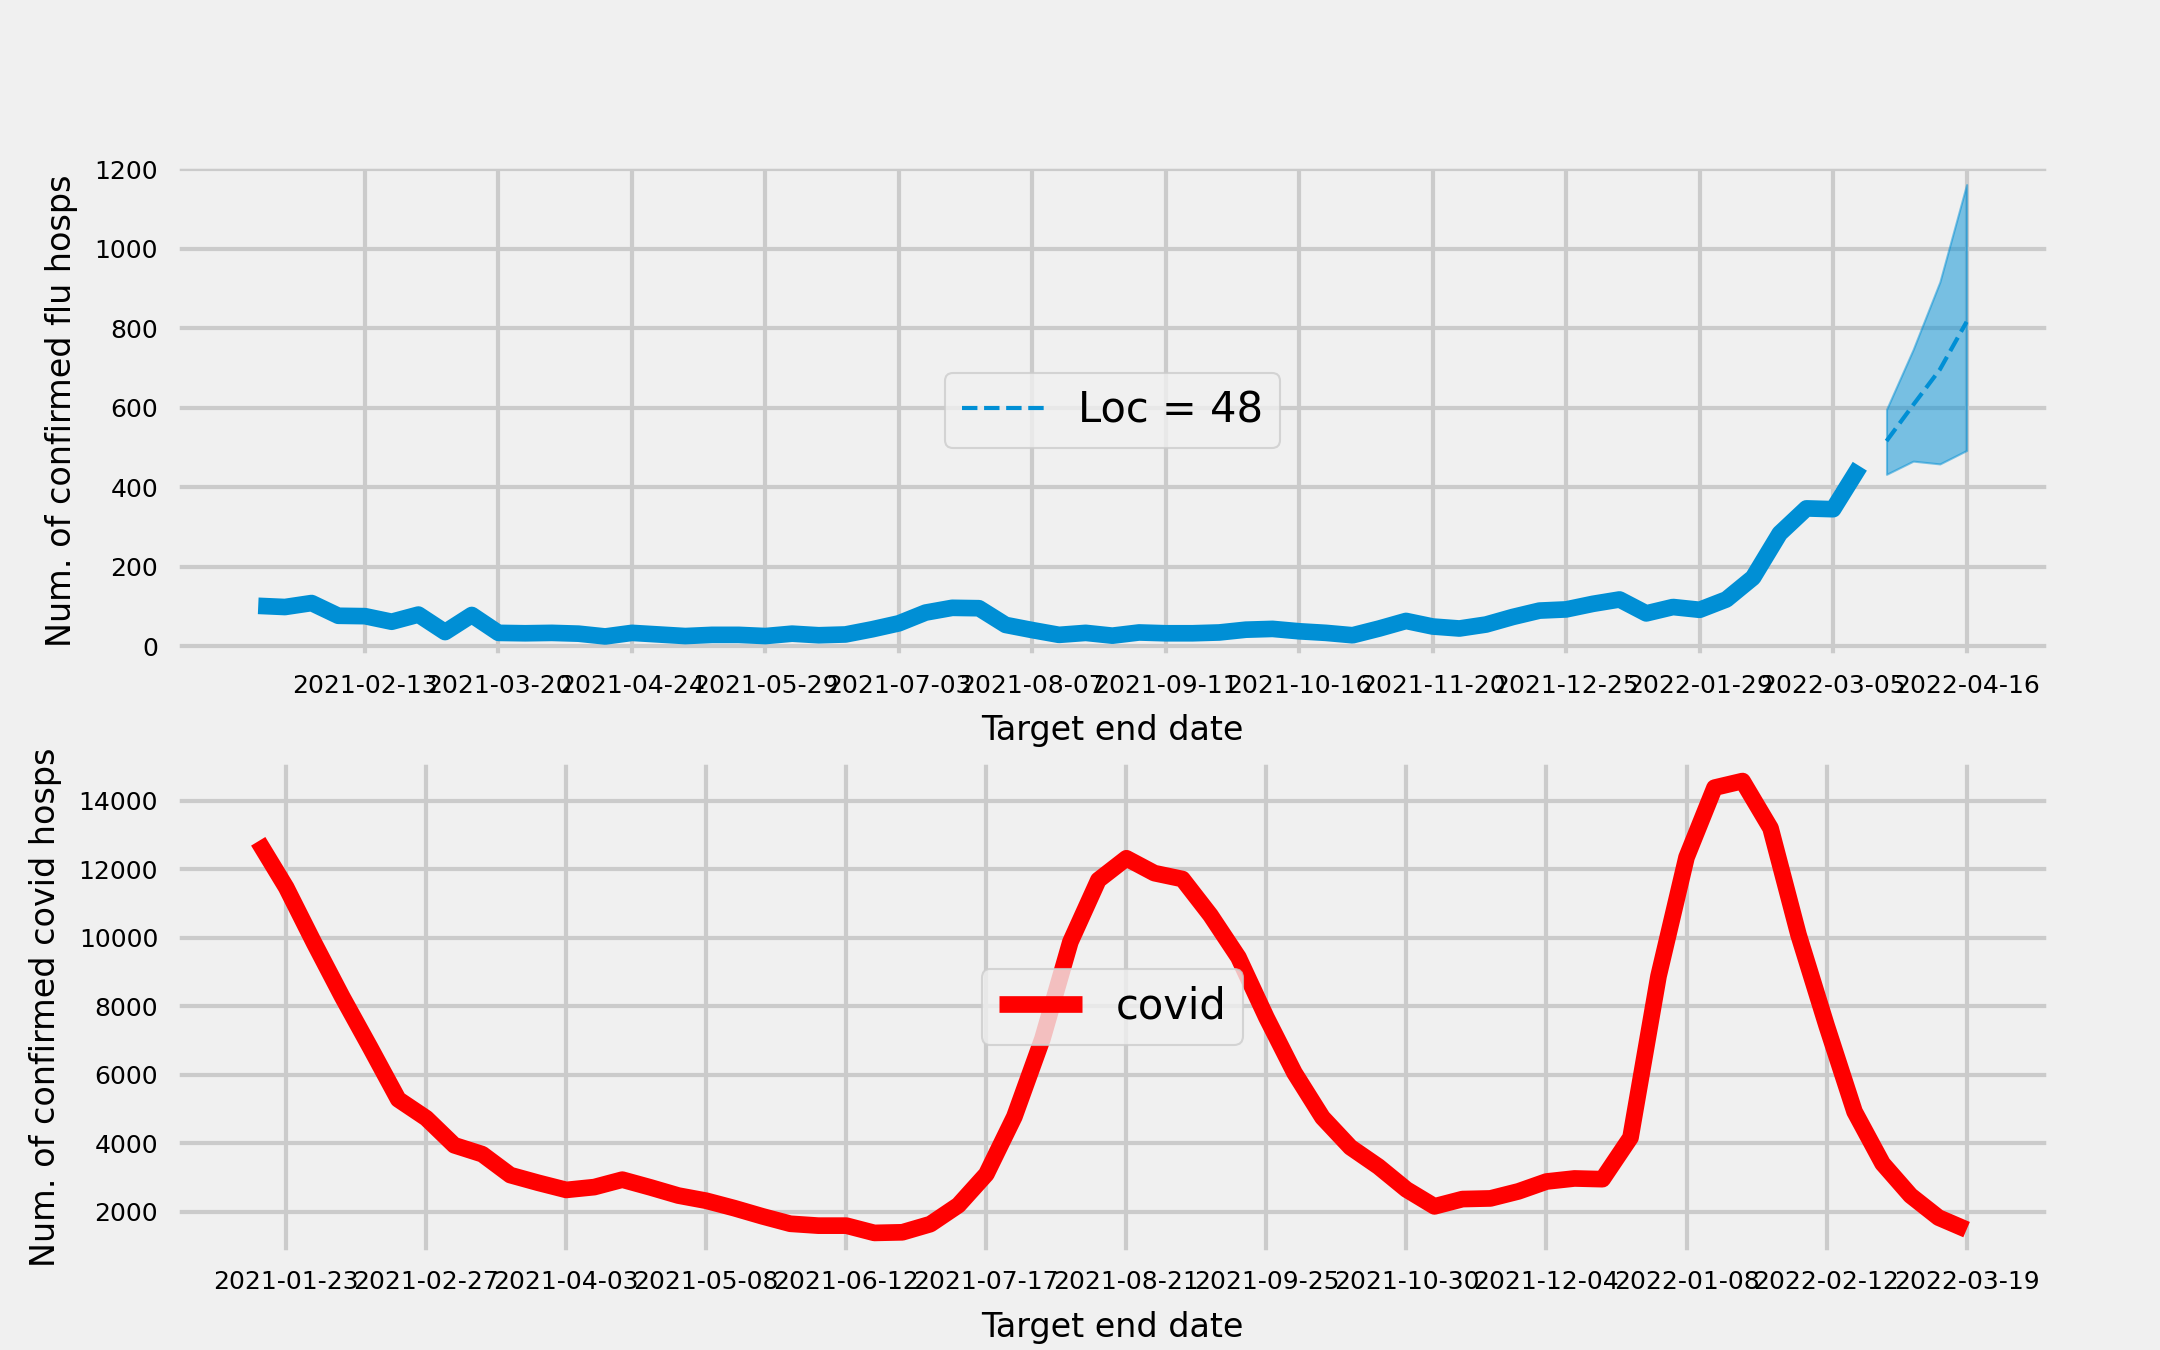 Num. of confirmed flu hosps
1200
1000
800
600
400
200
0
Loc = 48
2021-02-13 2021-03-20 2021-04-24 2021-05-29 2021-07-03 2021-08-07 2021-09-11 2021-10-16 2021-11-20 2021-12-25 2022-01-29 2022-03-05 2022-04-16
Target end date
Num. of confirmed covid hosps
14000
12000
10000
8000
6000
4000
2000
covid
2021-01-23 2021-02-27 2021-04-03 2021-05-08 2021-06-12 2021-07-17 2021-08-21 2021-09-25 2021-10-30 2021-12-04 2022-01-08 2022-02-12 2022-03-19
Target end date